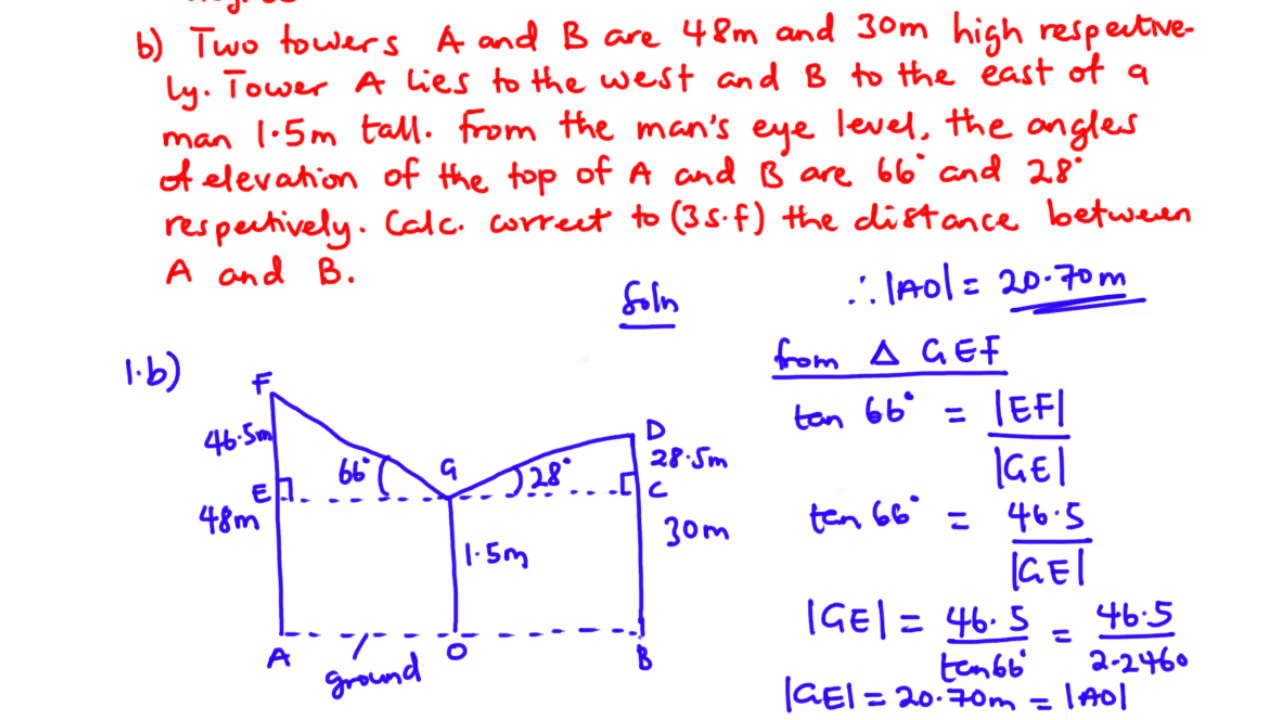 b) Two towers A and B are 48m and 30m high respective-
ly. Tower A lies to the west and B to the east of a
man 1.5m tall. From the man's eye level, the angles
of elevation of the top of A and B are 66° and 28°
respectively. Calc. correct to (3 s.f) the distance between
A and B.
Soln
∴ |AO| = 20.70m
1.b)
F
46.5m
66°
E
48m
G
28°
1.5m
D
28.5m
C
30m
A
O
B
ground
from Δ GEF
tan 66° = |EF|
|GE|
tan 66° = 46.5
|GE|
|GE| = 46.5 = 46.5
tan66° 2.2460
|GE| = 20.70m = |AO|